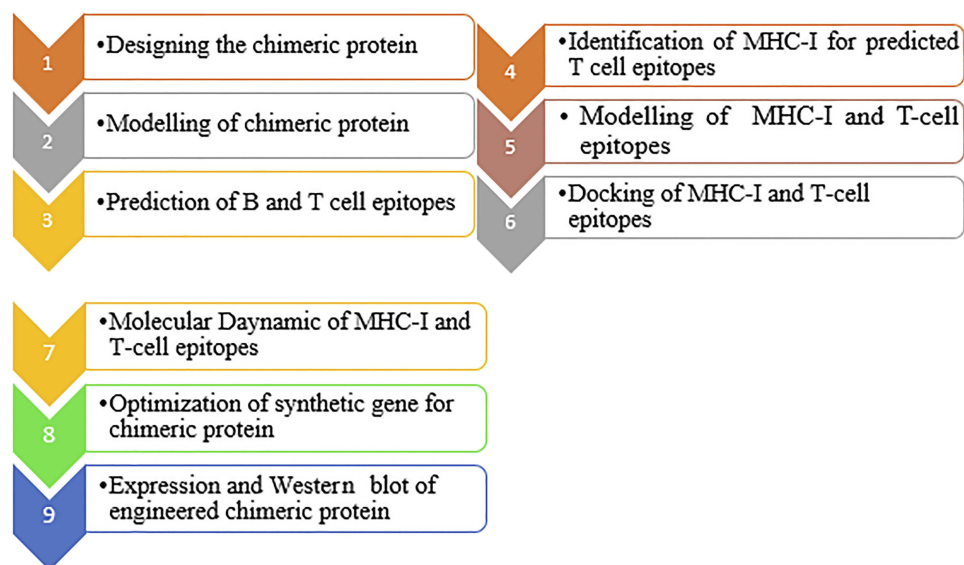 1
•Designing the chimeric protein
2
•Modelling of chimeric protein
3
•Prediction of B and T cell epitopes
4
•Identification of MHC-I for predicted
T cell epitopes
5
• Modelling of MHC-I and T-cell
epitopes
6
•Docking of MHC-I and T-cell
epitopes
7
•Molecular Daynamic of MHC-I and
T-cell epitopes
8
•Optimization of synthetic gene for
chimeric protein
9
•Expression and Western blot of
engineered chimeric protein